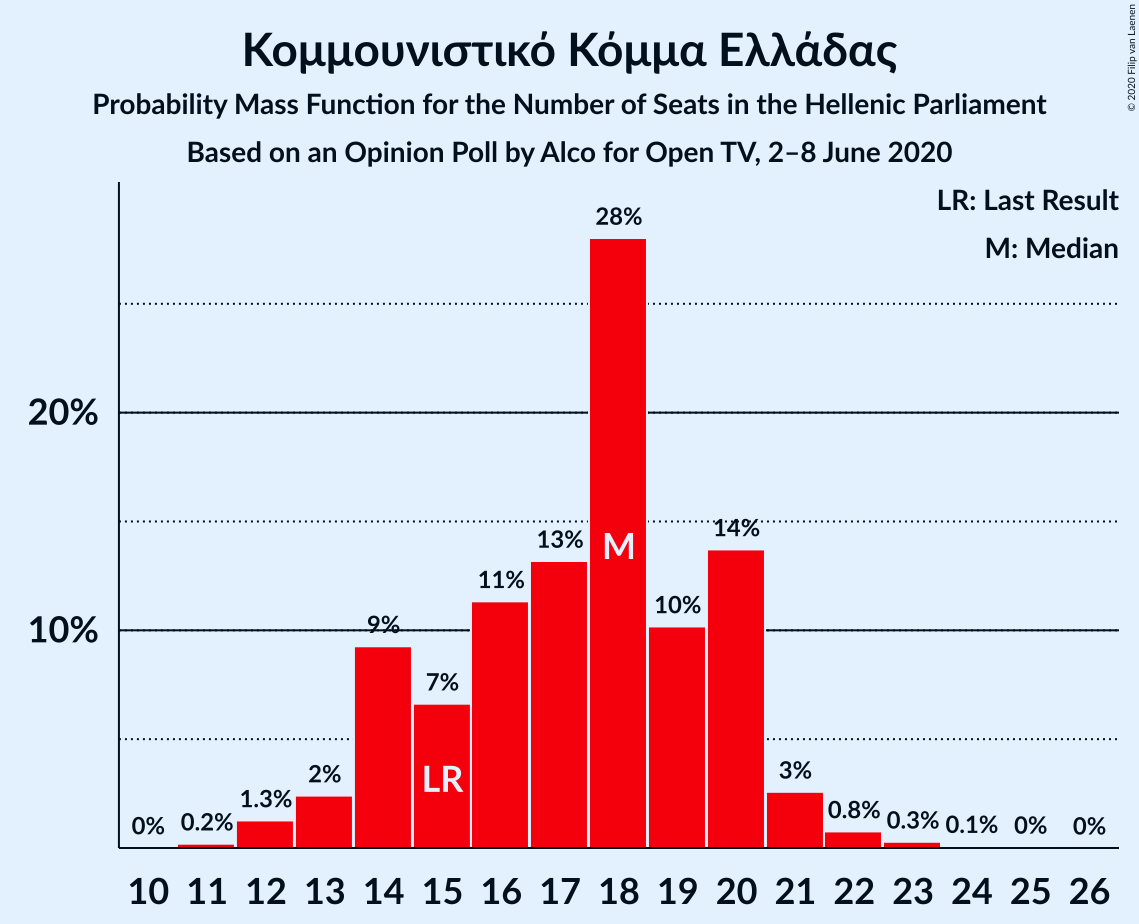 Κομμουνιστικό Κόμμα Ελλάδας
Probability Mass Function for the Number of Seats in the Hellenic Parliament
Based on an Opinion Poll by Alco for Open TV, 2–8 June 2020
© 2020 Filip van Laenen
LR: Last Result
M: Median
20%
10%
0%
0.2%
1.3%
2%
9%
7%
11%
13%
28%
10%
14%
3%
0.8%
0.3%
0.1%
0%
0%
LR
M
10 11 12 13 14 15 16 17 18 19 20 21 22 23 24 25 26